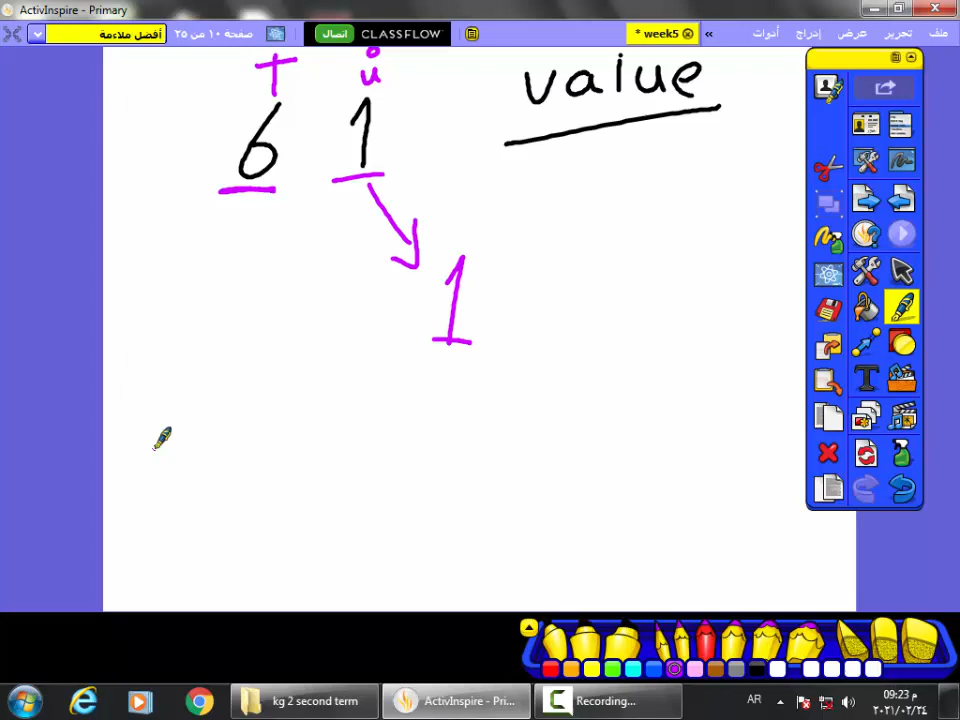 ActivInspire - Primary
أفضل ملاءمة
صفحة ١٠ من ٢٥
اتصال CLASSFLOW
* week5
أدوات عرض إدراج تحرير ملف
T u
6 1
value
1
kg 2 second term
ActivInspire - Pri...
Recording...
AR
09:23 م
٢٠٢١/٠٢/٢٤